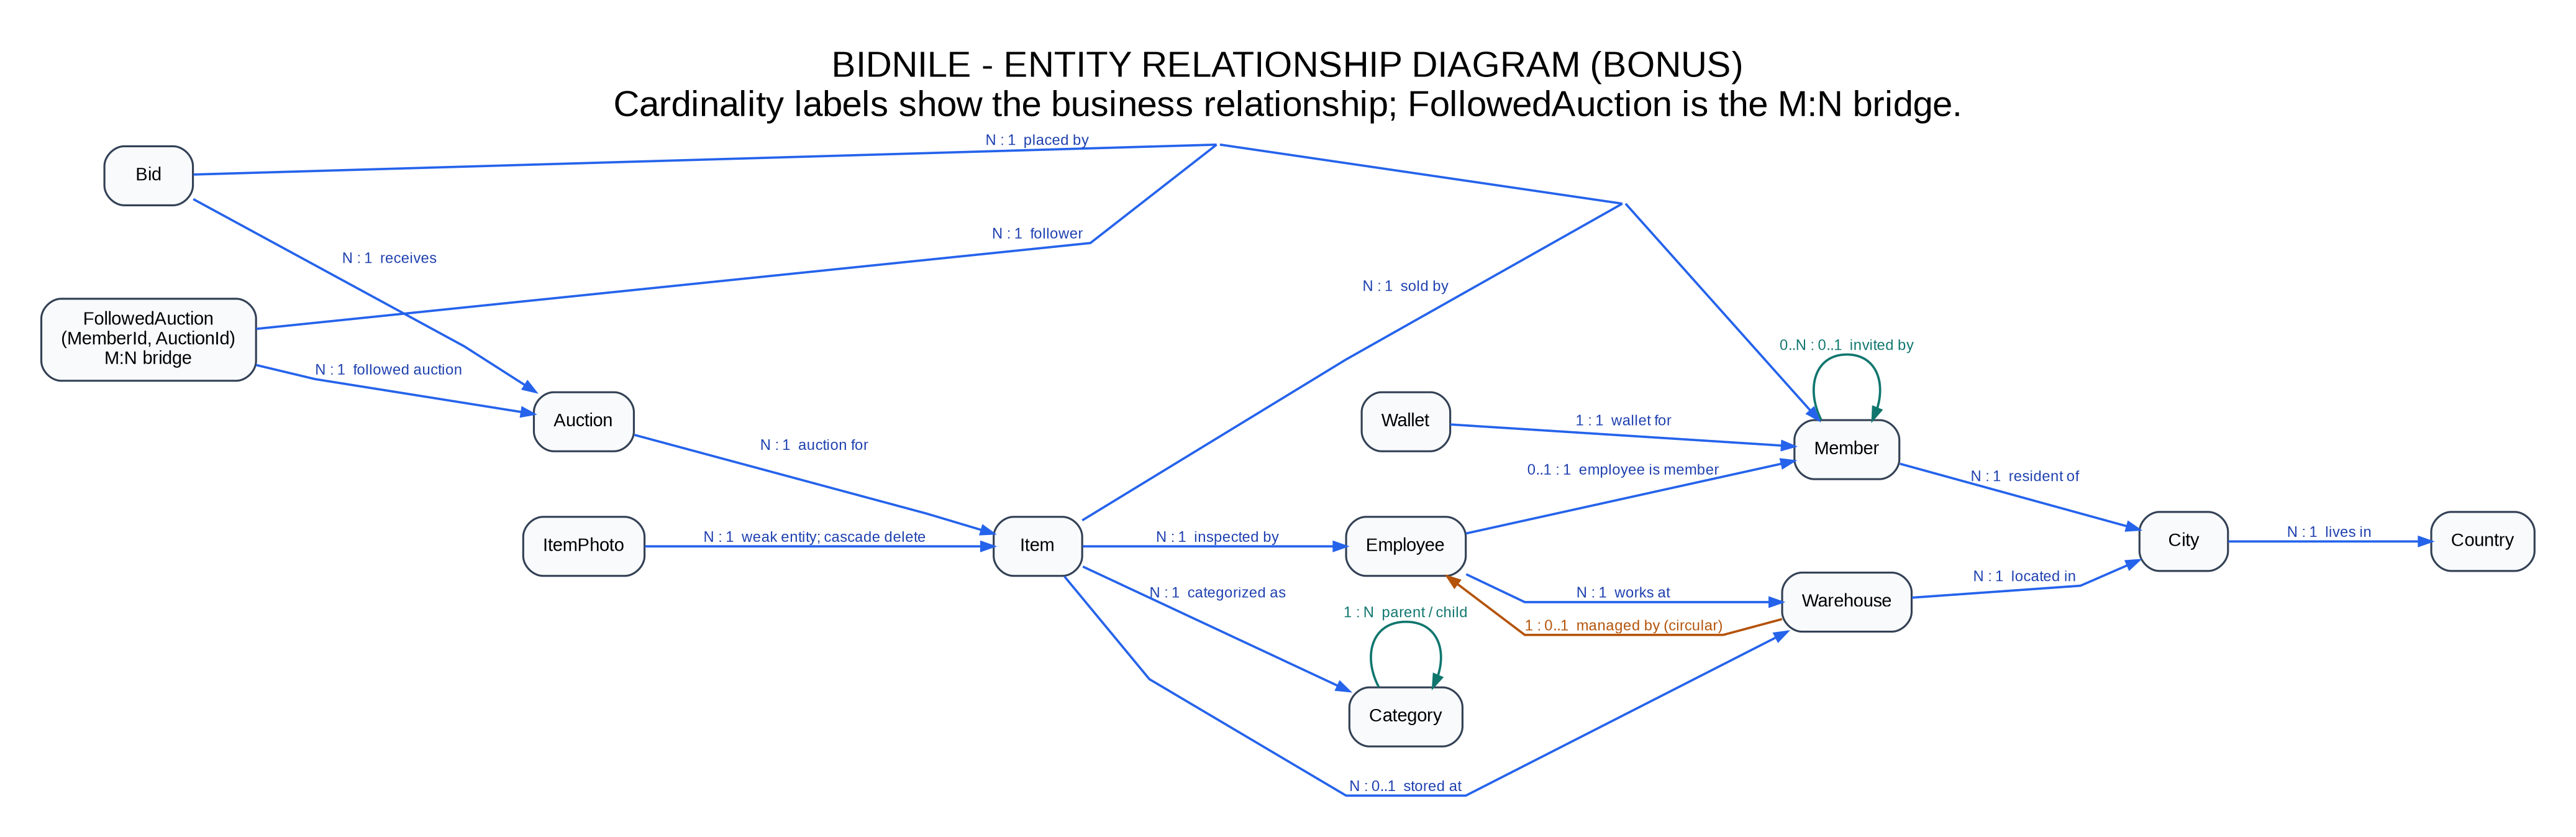 BIDNILE - ENTITY RELATIONSHIP DIAGRAM (BONUS)
Cardinality labels show the business relationship; FollowedAuction is the M:N bridge.
N : 1 placed by
Bid
N : 1 follower
N : 1 receives
N : 1 sold by
FollowedAuction
(MemberId, AuctionId)
M:N bridge
N : 1 followed auction
0..N : 0..1 invited by
Auction
Wallet
1 : 1 wallet for
Member
N : 1 auction for
0..1 : 1 employee is member
N : 1 resident of
ItemPhoto
N : 1 weak entity; cascade delete
Item
N : 1 inspected by
Employee
City
N : 1 lives in
Country
N : 1 categorized as
N : 1 works at
Warehouse
N : 1 located in
1 : N parent / child
1 : 0..1 managed by (circular)
Category
N : 0..1 stored at